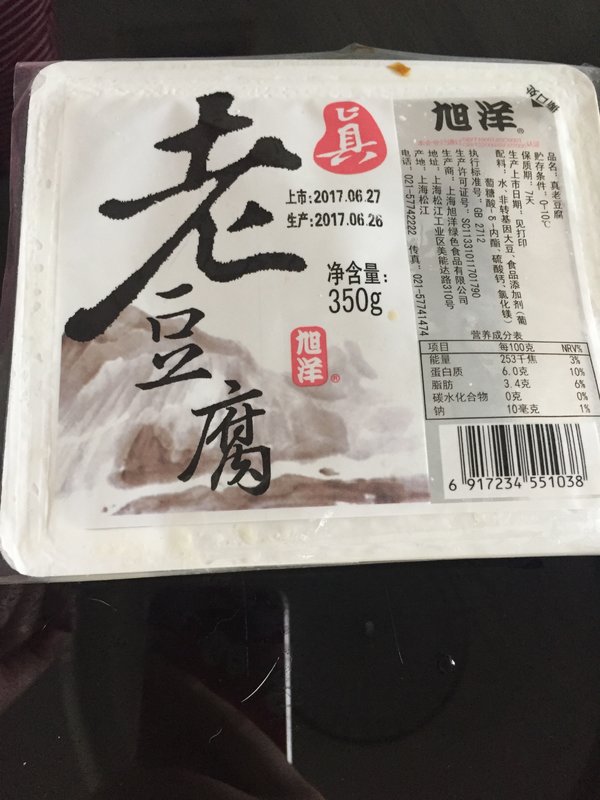 真
老豆腐
上市:2017.06.27
生产:2017.06.26
净含量:
350g
旭洋®
旭洋®
品名：真老豆腐
贮存条件：0-10℃
保质期：7天
生产上市日期：见打印
配料：水、非转基因大豆、食品添加剂（葡
萄糖酸-δ-内酯、硫酸钙、氯化镁）
执行标准号：GB 2712
生产许可证号：SC11331011701790
生产商：上海旭洋绿色食品有限公司
地址：上海松江工业区美能达路310号
产地：上海松江
电话：021-57742222 传真：021-57741474
营养成分表
项目 每100克 NRV%
能量 253千焦 3%
蛋白质 6.0克 10%
脂肪 3.4克 6%
碳水化合物 0克 0%
钠 10毫克 1%
6 917234 551038